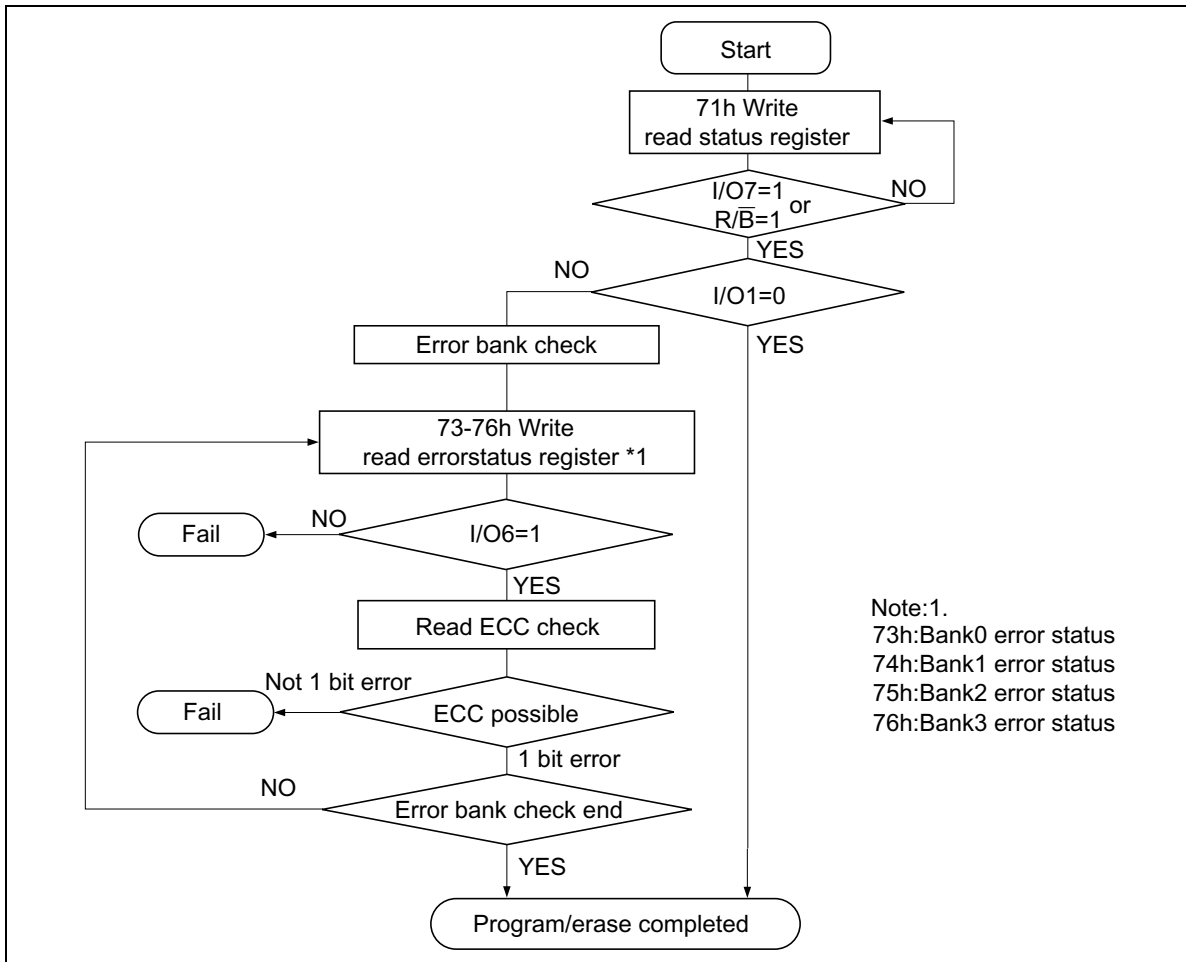 Start
71h Write
read status register
I/O7=1 or
R/B̅=1
NO
YES
NO
I/O1=0
YES
Error bank check
73-76h Write
read errorstatus register *1
Fail
NO
I/O6=1
YES
Read ECC check
Not 1 bit error
Fail
ECC possible
1 bit error
NO
Error bank check end
YES
Program/erase completed
Note:1.
73h:Bank0 error status
74h:Bank1 error status
75h:Bank2 error status
76h:Bank3 error status